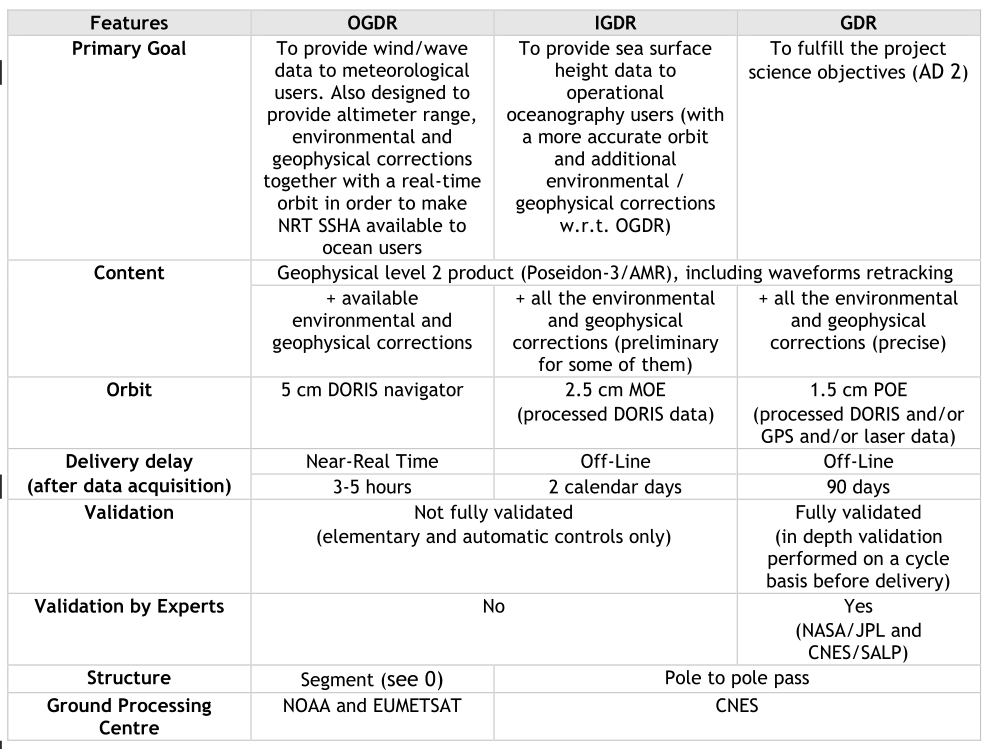 Features OGDR IGDR GDR
Primary Goal
To provide wind/wave
data to meteorological
users. Also designed to
provide altimeter range,
environmental and
geophysical corrections
together with a real-time
orbit in order to make
NRT SSHA available to
ocean users
To provide sea surface
height data to
operational
oceanography users (with
a more accurate orbit
and additional
environmental /
geophysical corrections
w.r.t. OGDR)
To fulfill the project
science objectives (AD 2)
Content
Geophysical level 2 product (Poseidon-3/AMR), including waveforms retracking
+ available
environmental and
geophysical corrections
+ all the environmental
and geophysical
corrections (preliminary
for some of them)
+ all the environmental
and geophysical
corrections (precise)
Orbit
5 cm DORIS navigator
2.5 cm MOE
(processed DORIS data)
1.5 cm POE
(processed DORIS and/or
GPS and/or laser data)
Delivery delay
(after data acquisition)
Near-Real Time
Off-Line
Off-Line
3-5 hours
2 calendar days
90 days
Validation
Not fully validated
(elementary and automatic controls only)
Fully validated
(in depth validation
performed on a cycle
basis before delivery)
Validation by Experts
No
Yes
(NASA/JPL and
CNES/SALP)
Structure
Segment (see 0)
Pole to pole pass
Ground Processing
Centre
NOAA and EUMETSAT
CNES